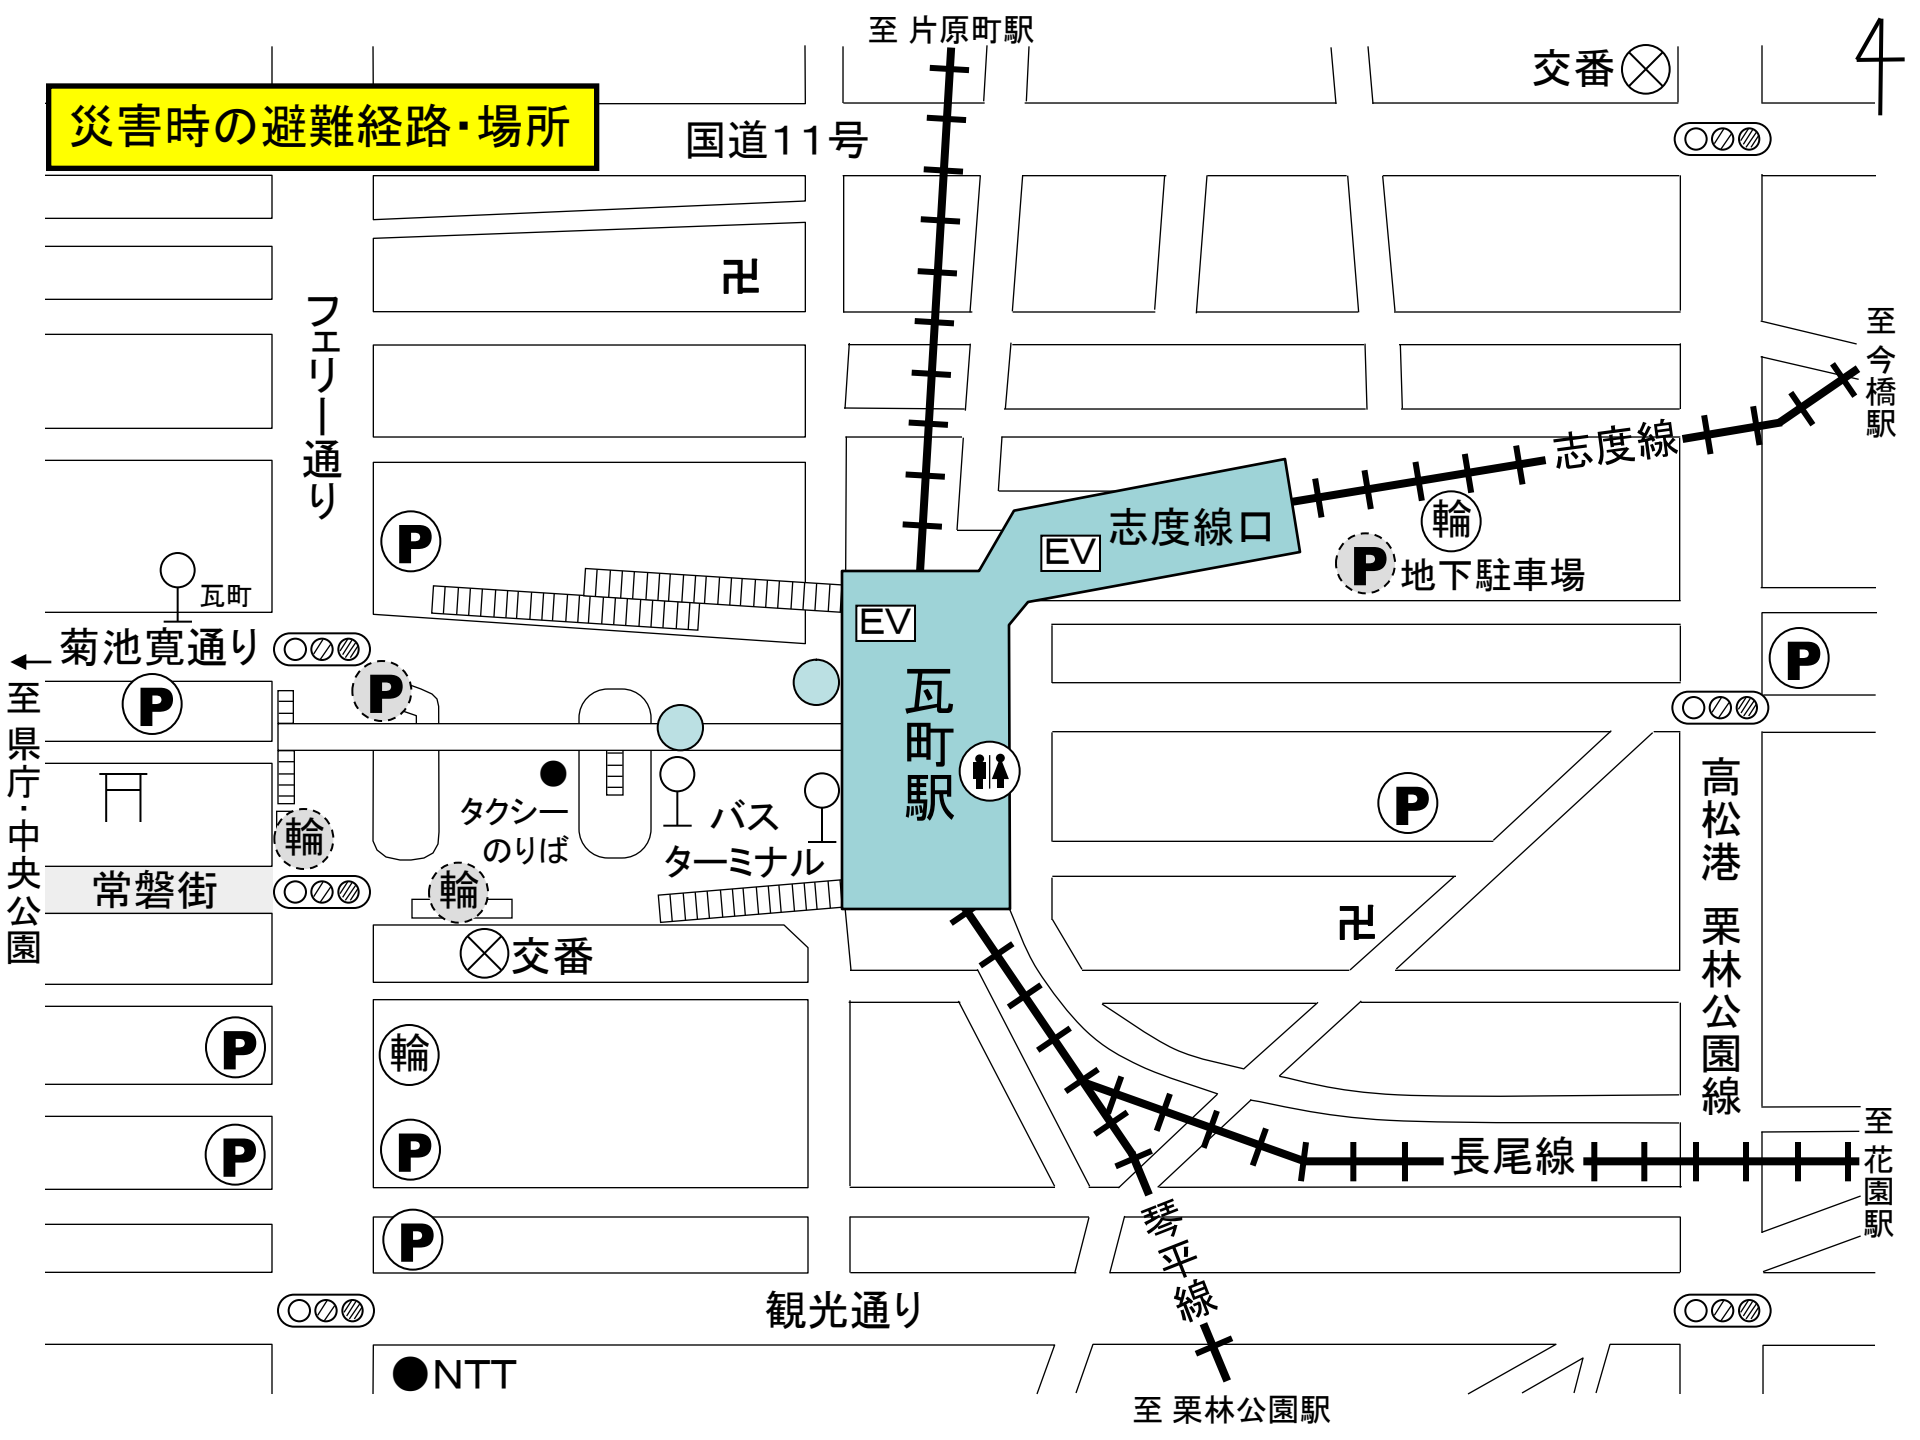 至 片原町駅
交番
災害時の避難経路・場所
国道11号
卍
フェリー通り
至 今橋駅
志度線
志度線口
EV
輪
P
P
地下駐車場
瓦町
EV
菊池寛通り
P
P
P
瓦町駅
至 県庁・中央公園
高松港 栗林公園線
P
タクシー
のりば
バス
ターミナル
輪
輪
常磐街
卍
交番
P
輪
P
P
P
長尾線
至 花園駅
琴平線
観光通り
NTT
至 栗林公園駅